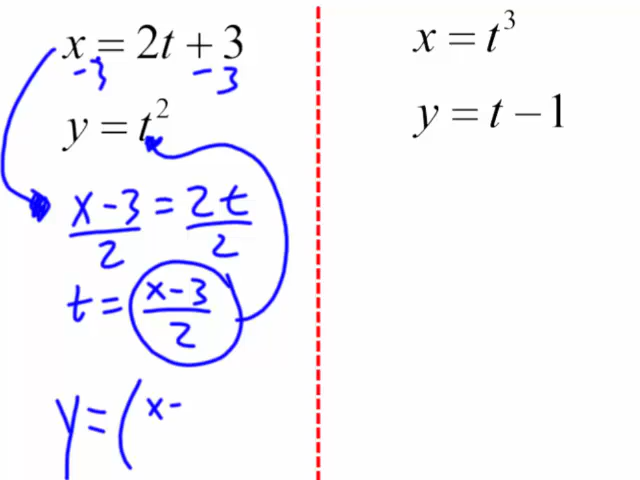 x = 2t + 3
-3 -3
y = t²
x-3 = 2t
2 2
t = x-3
2
y = (x-
x = t³
y = t − 1